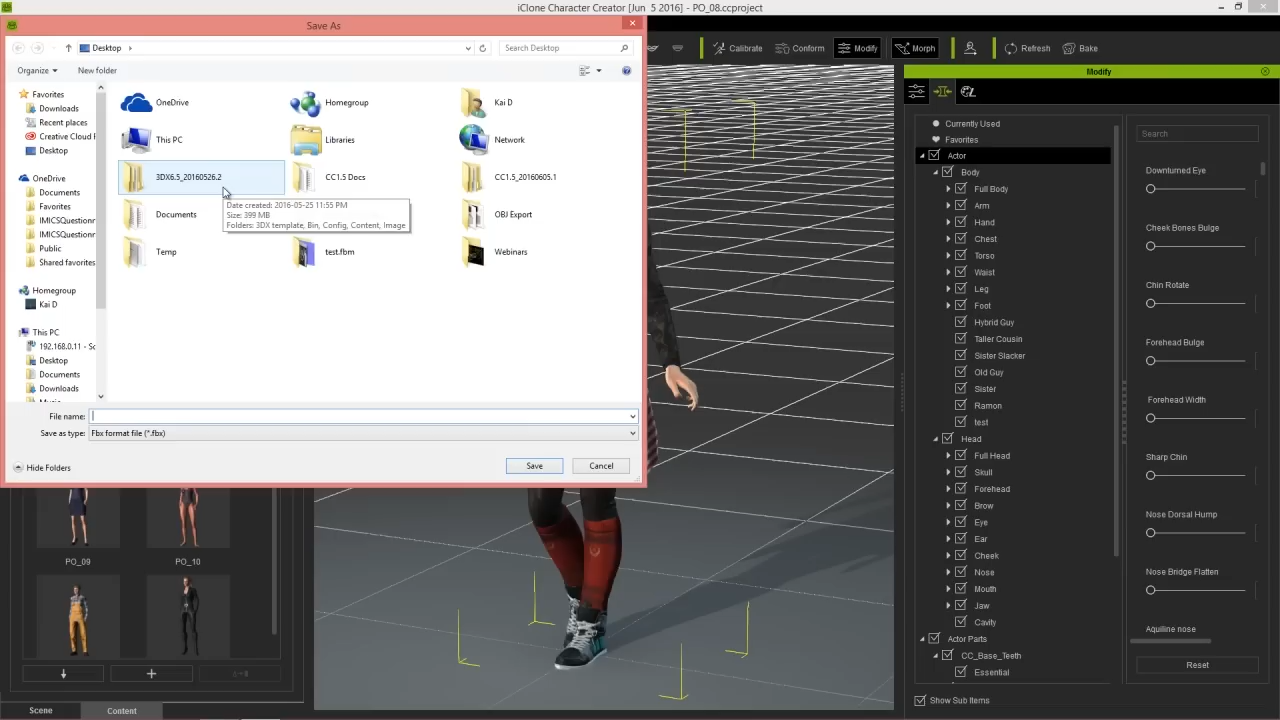 iClone Character Creator [Jun 5 2016] - PO_08.ccproject
Save As
Desktop
Search Desktop
Organize
New folder
Calibrate
Conform
Modify
Morph
Refresh
Bake
Favorites
Downloads
Recent places
Creative Cloud F
Desktop
OneDrive
Documents
Favorites
IMICSQuestionn
IMICSQuestionn
Public
Shared favorites
Homegroup
Kai D
This PC
192.168.0.11 - Sc
Desktop
Documents
Downloads
OneDrive
Homegroup
Kai D
This PC
Libraries
Network
3DX6.5_20160526.2
CC1.5 Docs
CC1.5_20160605.1
Documents
OBJ Export
Temp
test.fbm
Webinars
Date created: 2016-05-25 11:55 PM
Size: 399 MB
Folders: 3DX template, Bin, Config, Content, Image
File name:
Save as type:
Fbx format file (*.fbx)
Hide Folders
Save
Cancel
PO_09
PO_10
Scene
Content
Modify
Currently Used
Favorites
Actor
Body
Full Body
Arm
Hand
Chest
Torso
Waist
Leg
Foot
Hybrid Guy
Taller Cousin
Sister Slacker
Old Guy
Sister
Ramon
test
Head
Full Head
Skull
Forehead
Brow
Eye
Ear
Cheek
Nose
Mouth
Jaw
Cavity
Actor Parts
CC_Base_Teeth
Essential
Show Sub Items
Search
Downturned Eye
Cheek Bones Bulge
Chin Rotate
Forehead Bulge
Forehead Width
Sharp Chin
Nose Dorsal Hump
Nose Bridge Flatten
Aquiline nose
Reset